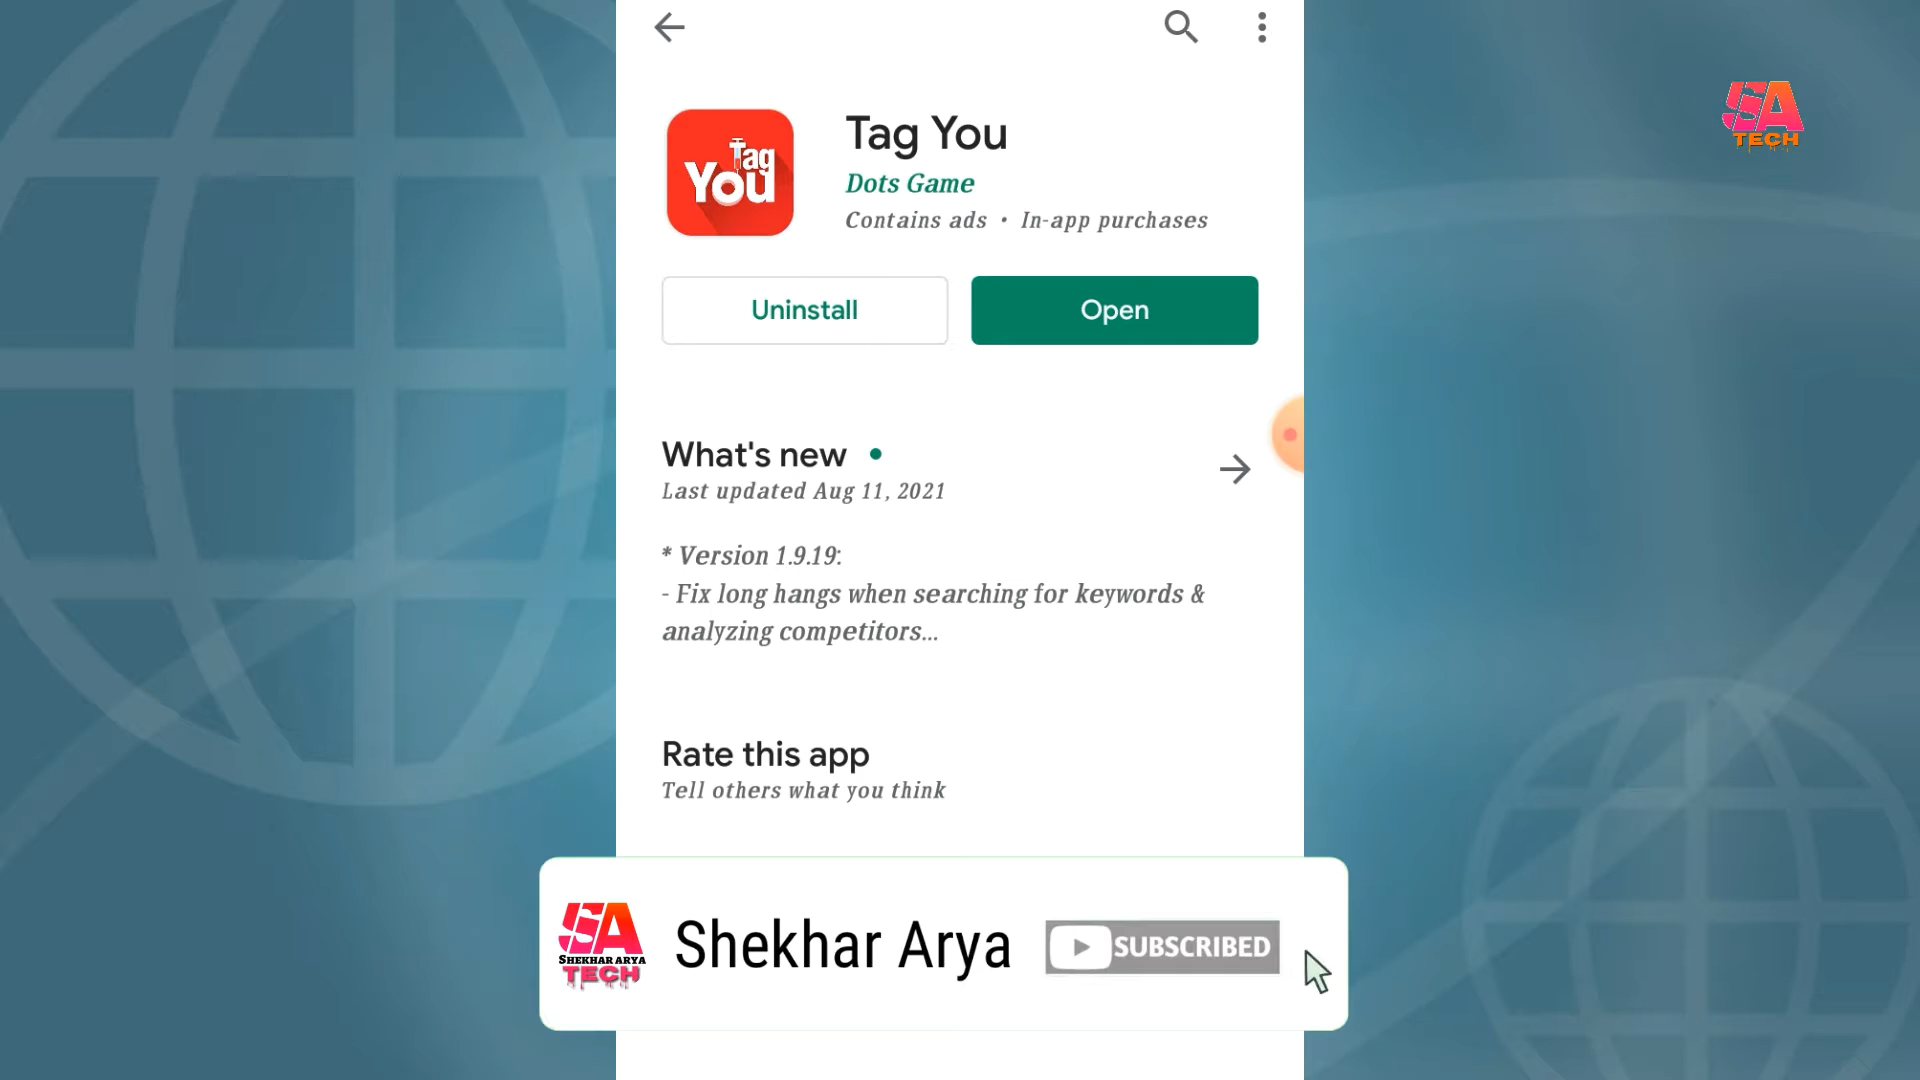 Tag You
SA
TECH
Tag
You
Dots Game
Contains ads • In-app purchases
Uninstall
Open
What's new •
Last updated Aug 11, 2021
* Version 1.9.19:
- Fix long hangs when searching for keywords &
analyzing competitors...
Rate this app
Tell others what you think
SA
SHEKHAR ARYA
TECH
Shekhar Arya
SUBSCRIBED